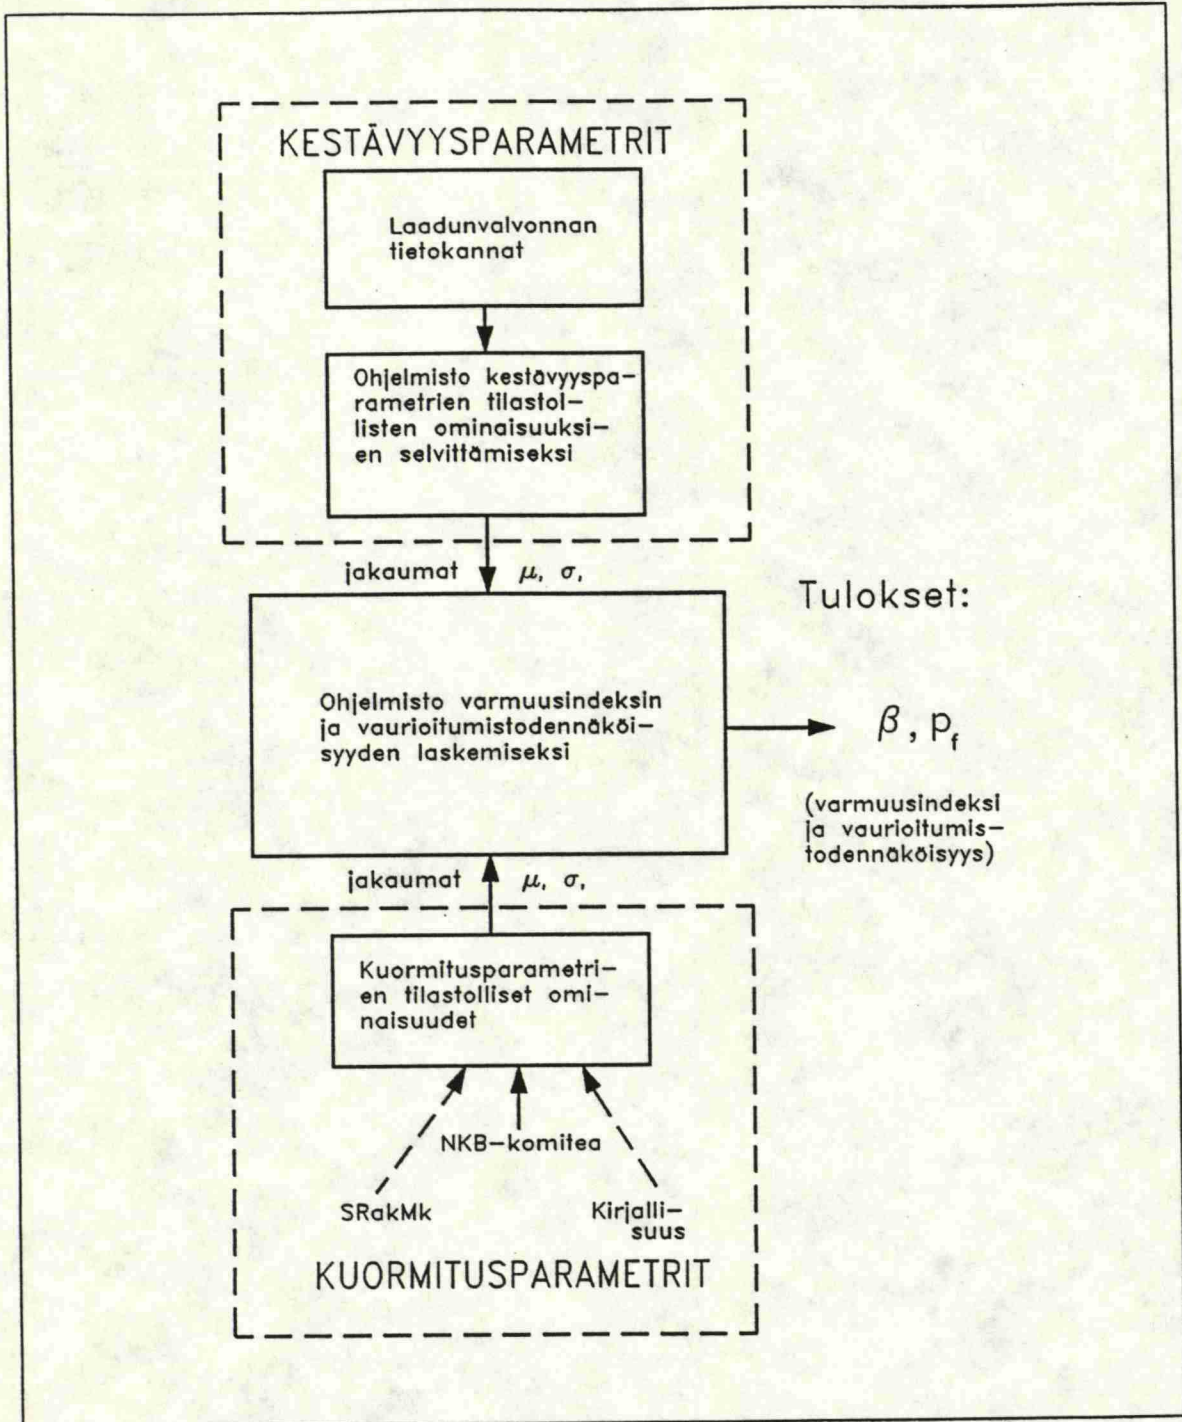 KESTÄVYYSPARAMETRIT
Laadunvalvonnan
tietokannat
Ohjelmisto kestävyyspa-
rametrien tilastol-
listen ominaisuuksi-
en selvittämiseksi
jakaumat μ, σ,
Tulokset:
Ohjelmisto varmuusindeksin
ja vaurioitumistodennäköi-
syyden laskemiseksi
β, p_f
(varmuusindeksi
ja vaurioitumis-
todennäköisyys)
jakaumat μ, σ,
Kuormitusparametri-
en tilastolliset omi-
naisuudet
NKB-komitea
SRakMk
Kirjalli-
suus
KUORMITUSPARAMETRIT